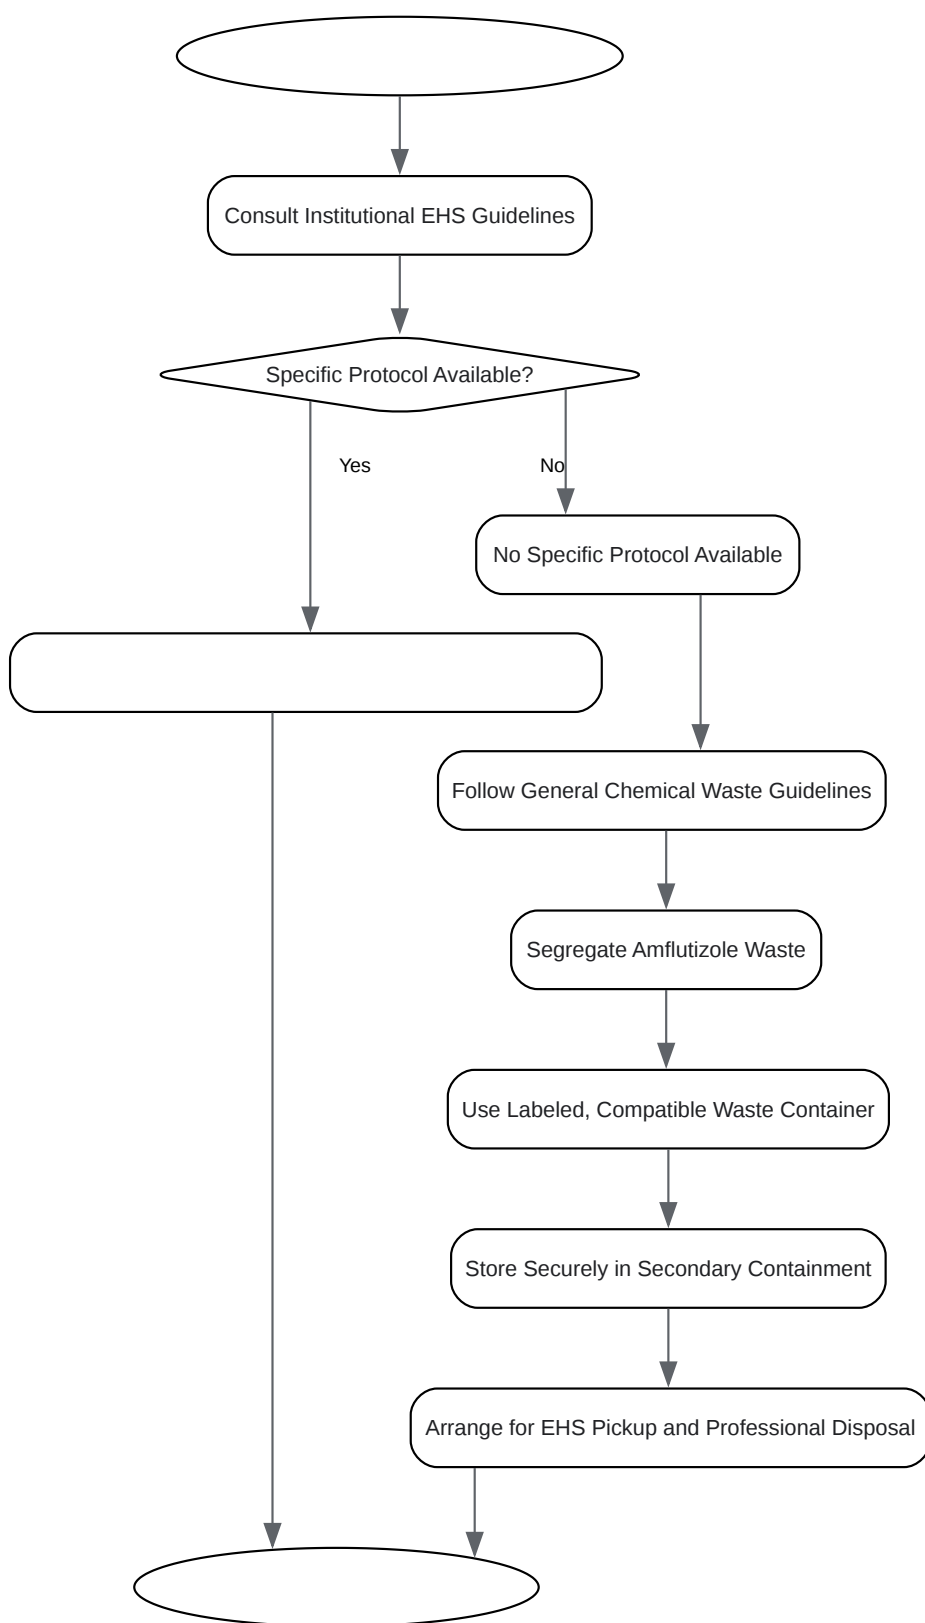 Consult Institutional EHS Guidelines
Specific Protocol Available?
Yes
No
No Specific Protocol Available
Follow General Chemical Waste Guidelines
Segregate Amflutizole Waste
Use Labeled, Compatible Waste Container
Store Securely in Secondary Containment
Arrange for EHS Pickup and Professional Disposal